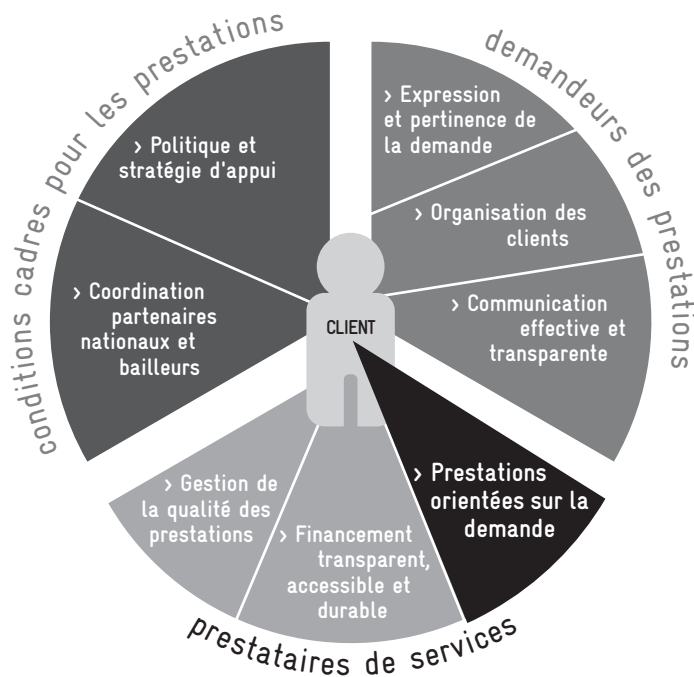 conditions cadres pour les prestations
> Politique et
stratégie d'appui
> Coordination
partenaires
nationaux et
bailleurs
demandeurs des prestations
> Expression
et pertinence de
la demande
> Organisation des
clients
> Communication
effective et
transparente
CLIENT
> Prestations
orientées sur la
demande
> Gestion de
la qualité des
prestations
> Financement
transparent,
accessible et
durable
prestataires de services